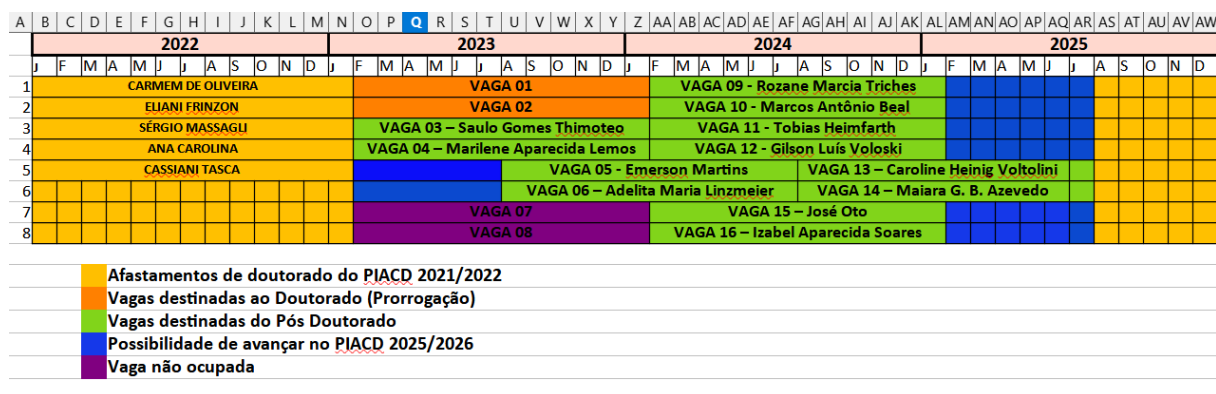 A B C D E F G H I J K L M N O P Q R S T U V W X Y Z AA AB AC AD AE AF AG AH AI AJ AK AL AM AN AO AP AQ AR AS AT AU AV AW
2022 2023 2024 2025
J F M A M J J A S O N D J F M A M J J A S O N D J F M A M J J A S O N D J F M A M J J A S O N D
1 CARMEM DE OLIVEIRA VAGA 01 VAGA 09 - Rozane Marcia Triches
2 ELIANI FRINZON VAGA 02 VAGA 10 - Marcos Antônio Beal
3 SÉRGIO MASSAGLI VAGA 03 – Saulo Gomes Thimoteo VAGA 11 - Tobias Heimfarth
4 ANA CAROLINA VAGA 04 – Marilene Aparecida Lemos VAGA 12 - Gilson Luís Voloski
5 CASSIANI TASCA VAGA 05 - Emerson Martins VAGA 13 – Caroline Heinig Voltolini
6 VAGA 06 – Adelita Maria Linzmeier VAGA 14 – Maiara G. B. Azevedo
7 VAGA 07 VAGA 15 – José Oto
8 VAGA 08 VAGA 16 – Izabel Aparecida Soares
Afastamentos de doutorado do PIACD 2021/2022
Vagas destinadas ao Doutorado (Prorrogação)
Vagas destinadas do Pós Doutorado
Possibilidade de avançar no PIACD 2025/2026
Vaga não ocupada